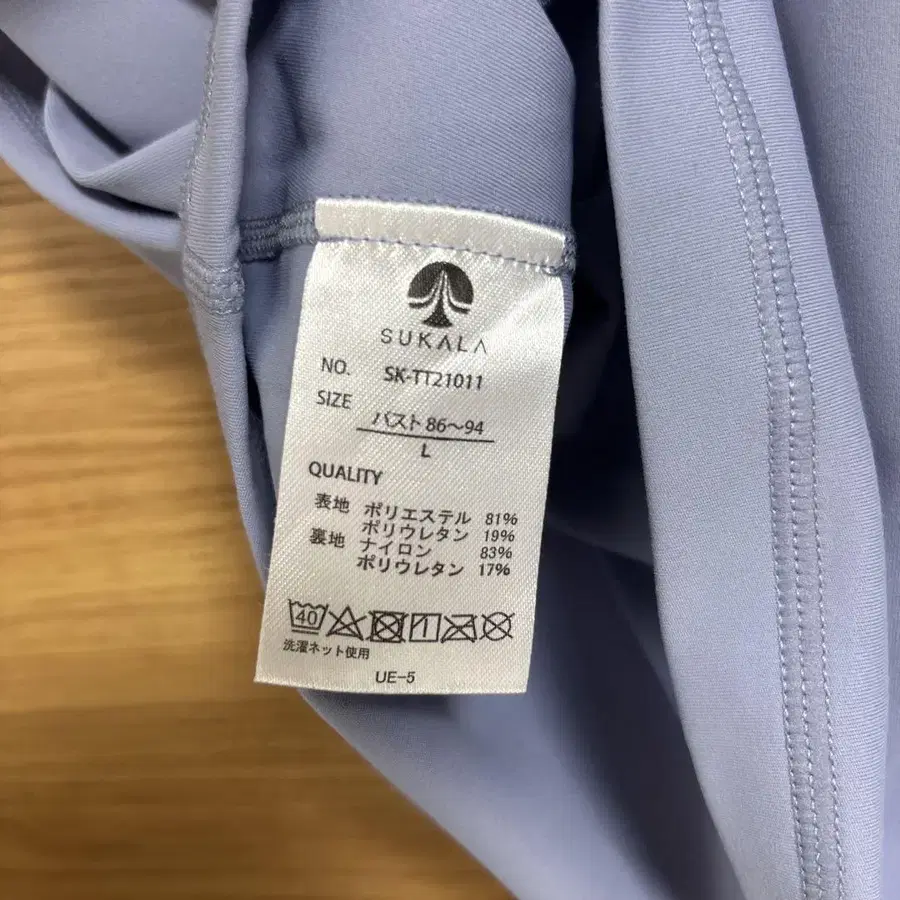 SUKALA
NO. SK-TT21011
SIZE バスト 86〜94
L
QUALITY
表地 ポリエステル 81%
ポリウレタン 19%
裏地 ナイロン 83%
ポリウレタン 17%
40
洗濯ネット使用
UE-5